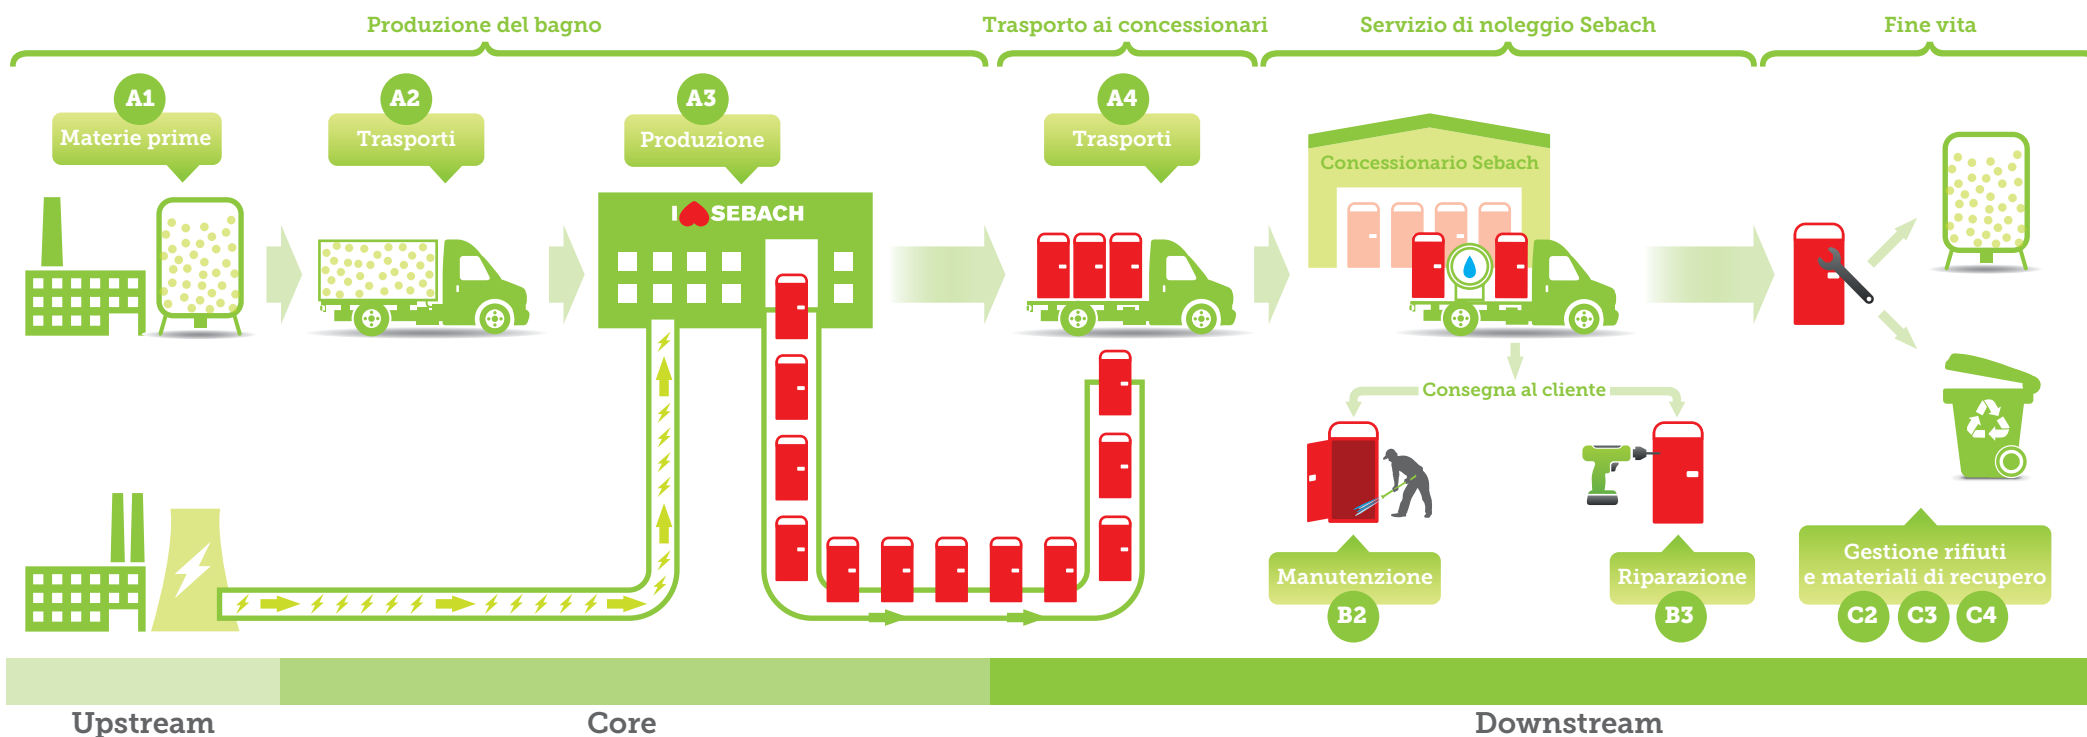 Produzione del bagno
Trasporto ai concessionari
Servizio di noleggio Sebach
Fine vita
A1
Materie prime
A2
Trasporti
A3
Produzione
A4
Trasporti
I SEBACH
Concessionario Sebach
Consegna al cliente
Manutenzione
B2
Riparazione
B3
Gestione rifiuti
e materiali di recupero
C2 C3 C4
Upstream
Core
Downstream